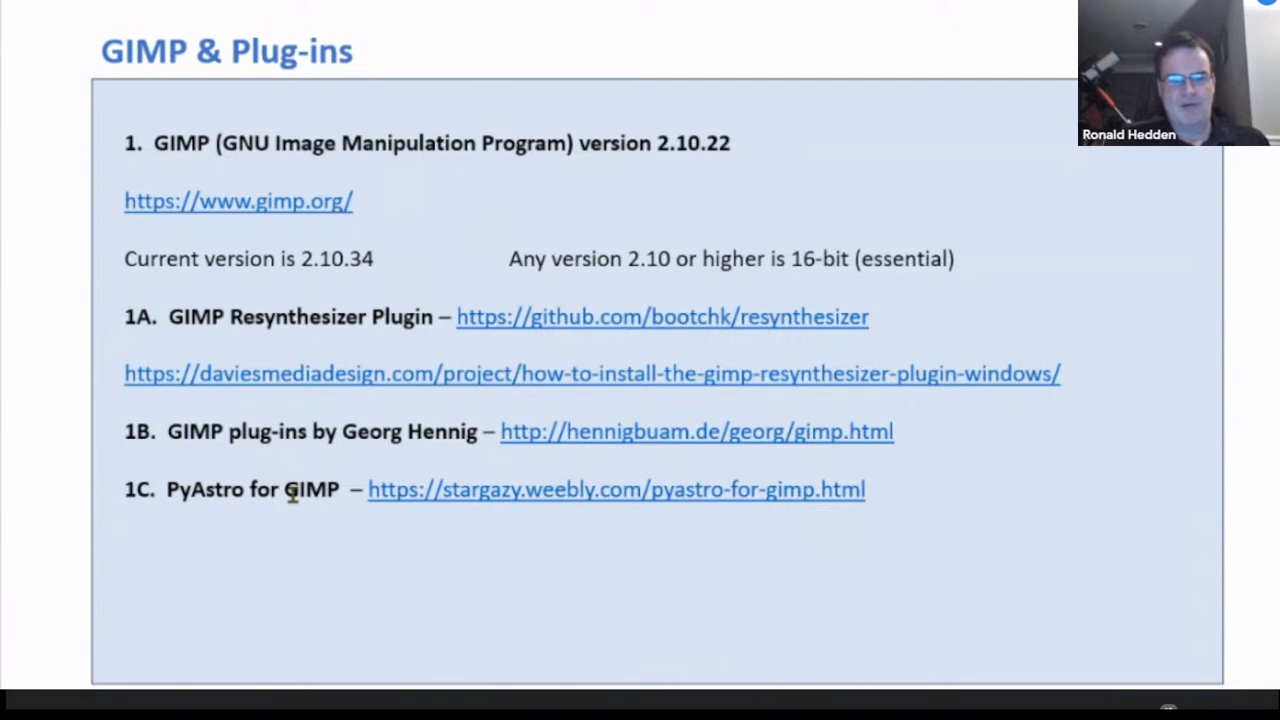 GIMP & Plug-ins
Ronald Hedden
1. GIMP (GNU Image Manipulation Program) version 2.10.22
https://www.gimp.org/
Current version is 2.10.34 Any version 2.10 or higher is 16-bit (essential)
1A. GIMP Resynthesizer Plugin – https://github.com/bootchk/resynthesizer
https://daviesmediadesign.com/project/how-to-install-the-gimp-resynthesizer-plugin-windows/
1B. GIMP plug-ins by Georg Hennig – http://hennigbuam.de/georg/gimp.html
1C. PyAstro for GIMP – https://stargazy.weebly.com/pyastro-for-gimp.html